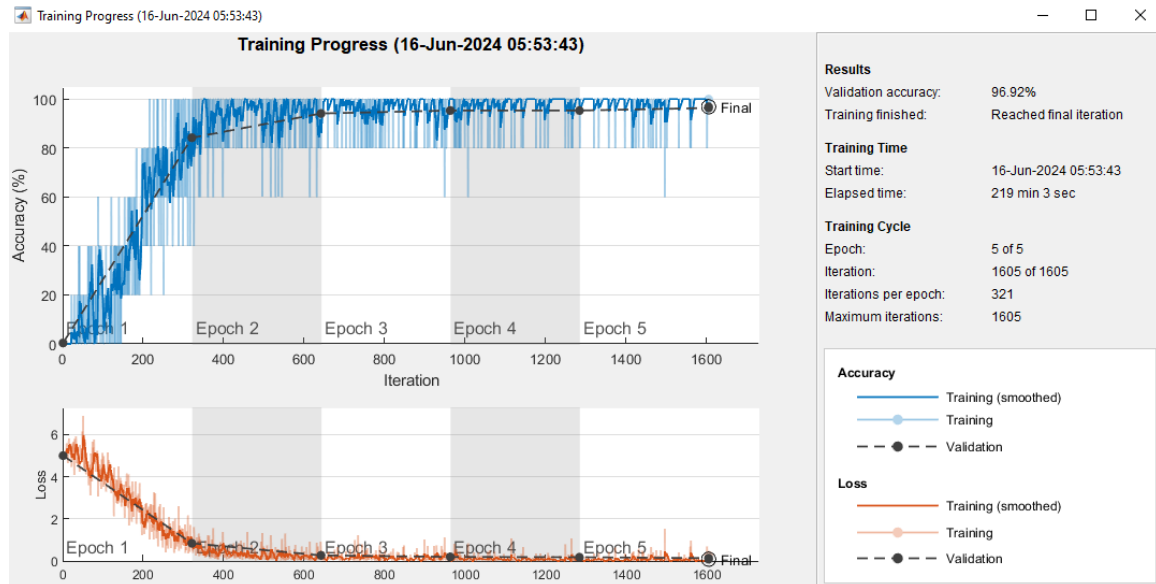 Training Progress (16-Jun-2024 05:53:43)
Training Progress (16-Jun-2024 05:53:43)
100
80
60
40
20
0
Accuracy (%)
Epoch 1
Epoch 2
Epoch 3
Epoch 4
Epoch 5
Final
0 200 400 600 800 1000 1200 1400 1600
Iteration
6
4
2
0
Loss
Epoch 1
Epoch 2
Epoch 3
Epoch 4
Epoch 5
Final
0 200 400 600 800 1000 1200 1400 1600
Results
Validation accuracy: 96.92%
Training finished: Reached final iteration
Training Time
Start time: 16-Jun-2024 05:53:43
Elapsed time: 219 min 3 sec
Training Cycle
Epoch: 5 of 5
Iteration: 1605 of 1605
Iterations per epoch: 321
Maximum iterations: 1605
Accuracy
Training (smoothed)
Training
Validation
Loss
Training (smoothed)
Training
Validation